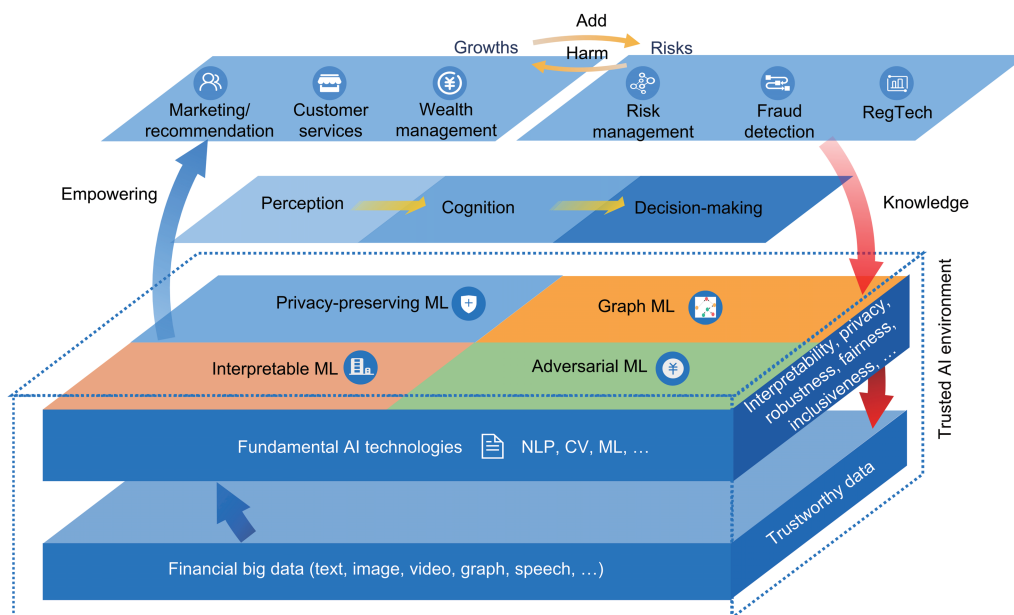 Add
Growths
Harm
Risks
Marketing/
recommendation
Customer
services
Wealth
management
Risk
management
Fraud
detection
RegTech
Empowering
Perception
Cognition
Decision-making
Knowledge
Privacy-preserving ML
Graph ML
Interpretable ML
Adversarial ML
Interpretability, privacy,
robustness, fairness,
inclusiveness, …
Trusted AI environment
Fundamental AI technologies
NLP, CV, ML, …
Trustworthy data
Financial big data (text, image, video, graph, speech, …)